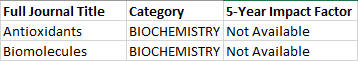 Full Journal Title Category 5-Year Impact Factor
Antioxidants BIOCHEMISTRY Not Available
Biomolecules BIOCHEMISTRY Not Available